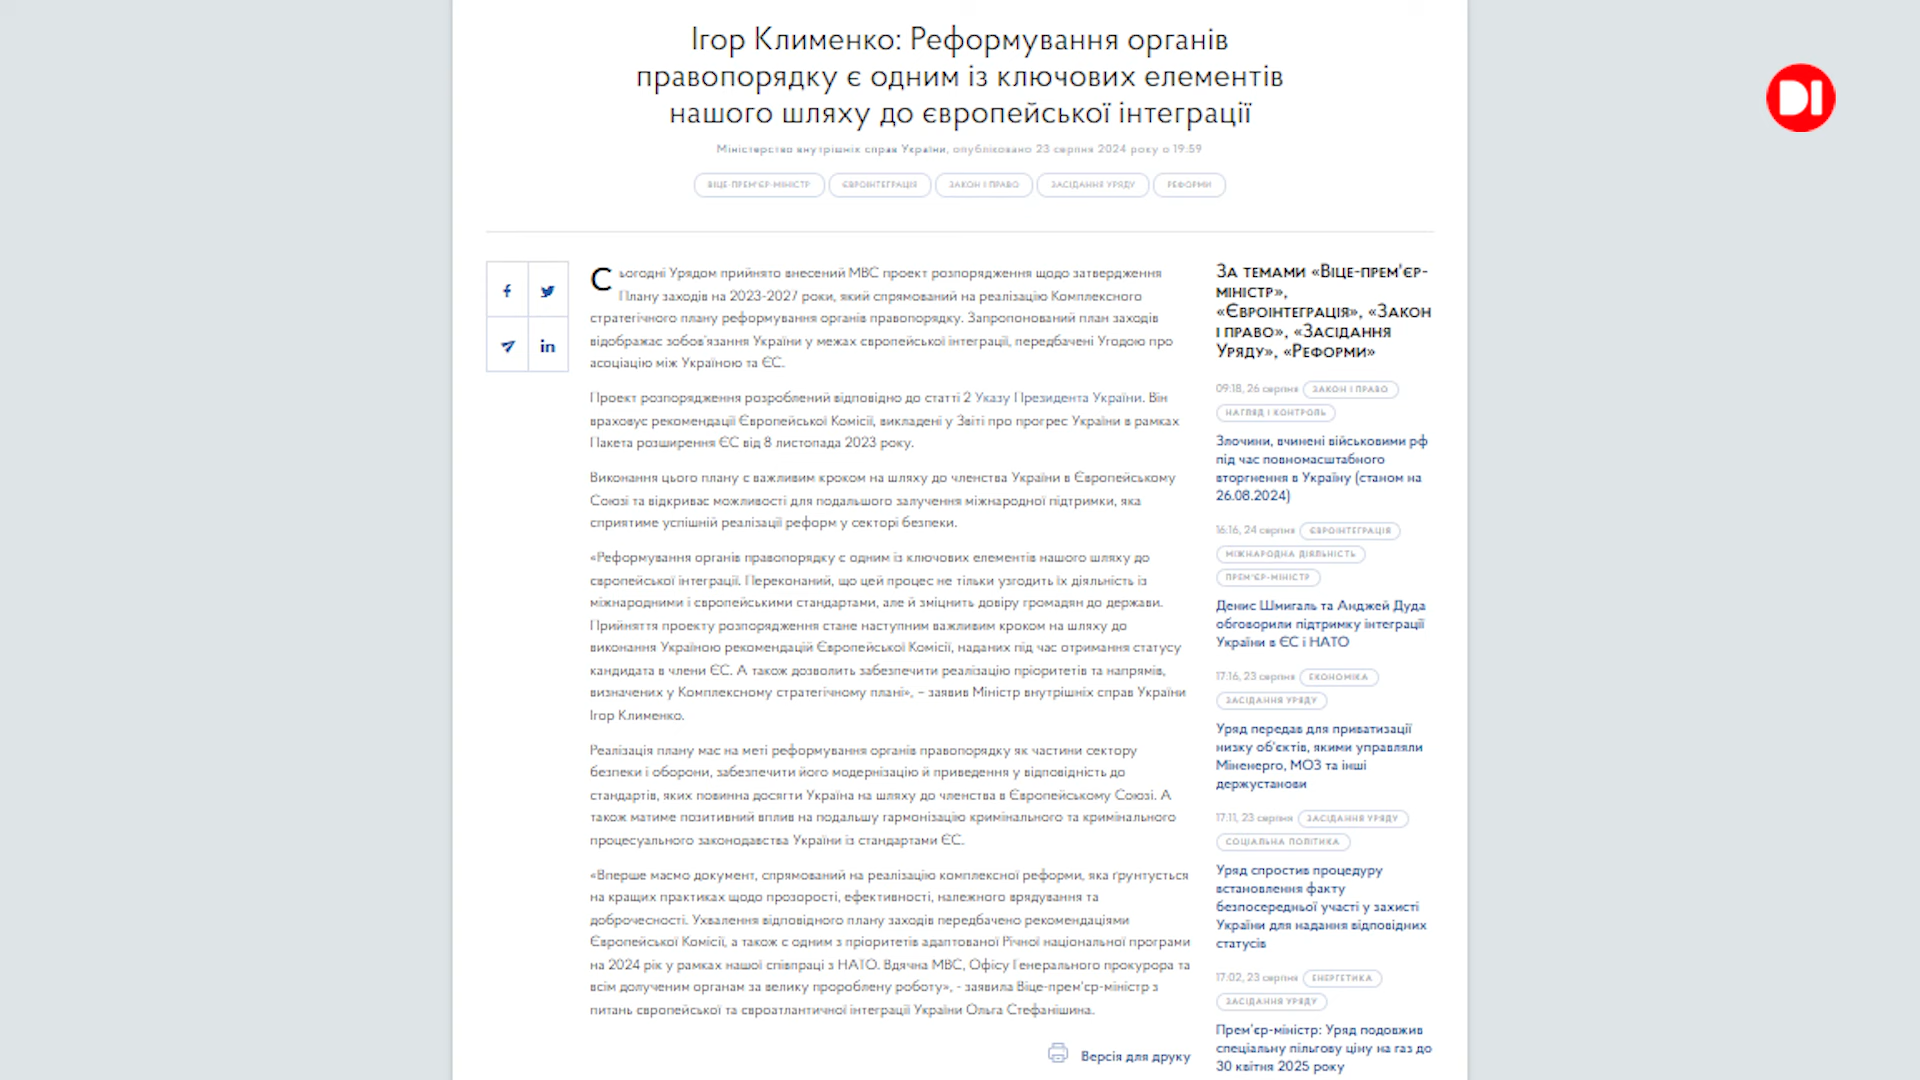 Ігор Клименко: Реформування органів
правопорядку є одним із ключових елементів
нашого шляху до європейської інтеграції
Міністерство внутрішніх справ України, опубліковано 23 серпня 2024 року о 19:59
ВІЦЕ-ПРЕМ'ЄР-МІНІСТР ЄВРОІНТЕГРАЦІЯ ЗАКОН І ПРАВО ЗАСІДАННЯ УРЯДУ РЕФОРМИ
DI
Сьогодні Урядом прийнято внесений МВС проект розпорядження щодо затвердження
Плану заходів на 2023-2027 роки, який спрямований на реалізацію Комплексного
стратегічного плану реформування органів правопорядку. Запропонований план заходів
відображає зобов'язання України у межах європейської інтеграції, передбачені Угодою про
асоціацію між Україною та ЄС.
Проект розпорядження розроблений відповідно до статті 2 Указу Президента України. Він
враховує рекомендації Європейської Комісії, викладені у Звіті про прогрес України в рамках
Пакета розширення ЄС від 8 листопада 2023 року.
Виконання цього плану є важливим кроком на шляху до членства України в Європейському
Союзі та відкриває можливості для подальшого залучення міжнародної підтримки, яка
сприятиме успішній реалізації реформ у секторі безпеки.
«Реформування органів правопорядку є одним із ключових елементів нашого шляху до
європейської інтеграції. Переконаний, що цей процес не тільки узгодить їх діяльність із
міжнародними і європейськими стандартами, але й зміцнить довіру громадян до держави.
Прийняття проекту розпорядження стане наступним важливим кроком на шляху до
виконання Україною рекомендацій Європейської Комісії, наданих під час отримання статусу
кандидата в члени ЄС. А також дозволить забезпечити реалізацію пріоритетів та напрямів,
визначених у Комплексному стратегічному плані», – заявив Міністр внутрішніх справ України
Ігор Клименко.
Реалізація плану має на меті реформування органів правопорядку як частини сектору
безпеки і оборони, забезпечити його модернізацію й приведення у відповідність до
стандартів, яких повинна досягти Україна на шляху до членства в Європейському Союзі. А
також матиме позитивний вплив на подальшу гармонізацію кримінального та кримінального
процесуального законодавства України із стандартами ЄС.
«Вперше маємо документ, спрямований на реалізацію комплексної реформи, яка ґрунтується
на кращих практиках щодо прозорості, ефективності, належного врядування та
доброчесності. Ухвалення відповідного плану заходів передбачено рекомендаціями
Європейської Комісії, а також є одним з пріоритетів адаптованої Річної національної програми
на 2024 рік у рамках нашої співпраці з НАТО. Вдячна МВС, Офісу Генерального прокурора та
всім долученим органам за велику пророблену роботу», - заявила Віце-прем'єр-міністр з
питань європейської та євроатлантичної інтеграції України Ольга Стефанішина.
Версія для друку
За темами «Віце-прем'єр-
міністр»,
«Євроінтеграція», «Закон
і право», «Засідання
Уряду», «Реформи»
09:18, 26 серпня ЗАКОН І ПРАВО
НАГЛЯД І КОНТРОЛЬ
Злочини, вчинені військовими рф
під час повномасштабного
вторгнення в Україну (станом на
26.08.2024)
16:16, 24 серпня ЄВРОІНТЕГРАЦІЯ
МІЖНАРОДНА ДІЯЛЬНІСТЬ
ПРЕМ'ЄР-МІНІСТР
Денис Шмигаль та Анджей Дуда
обговорили підтримку інтеграції
України в ЄС і НАТО
17:16, 23 серпня ЕКОНОМІКА
ЗАСІДАННЯ УРЯДУ
Уряд передав для приватизації
низку об'єктів, якими управляли
Міненерго, МОЗ та інші
держустанови
17:11, 23 серпня ЗАСІДАННЯ УРЯДУ
СОЦІАЛЬНА ПОЛІТИКА
Уряд спростив процедуру
встановлення факту
безпосередньої участі у захисті
України для надання відповідних
статусів
17:02, 23 серпня ЕНЕРГЕТИКА
ЗАСІДАННЯ УРЯДУ
Прем'єр-міністр: Уряд подовжив
спеціальну пільгову ціну на газ до
30 квітня 2025 року